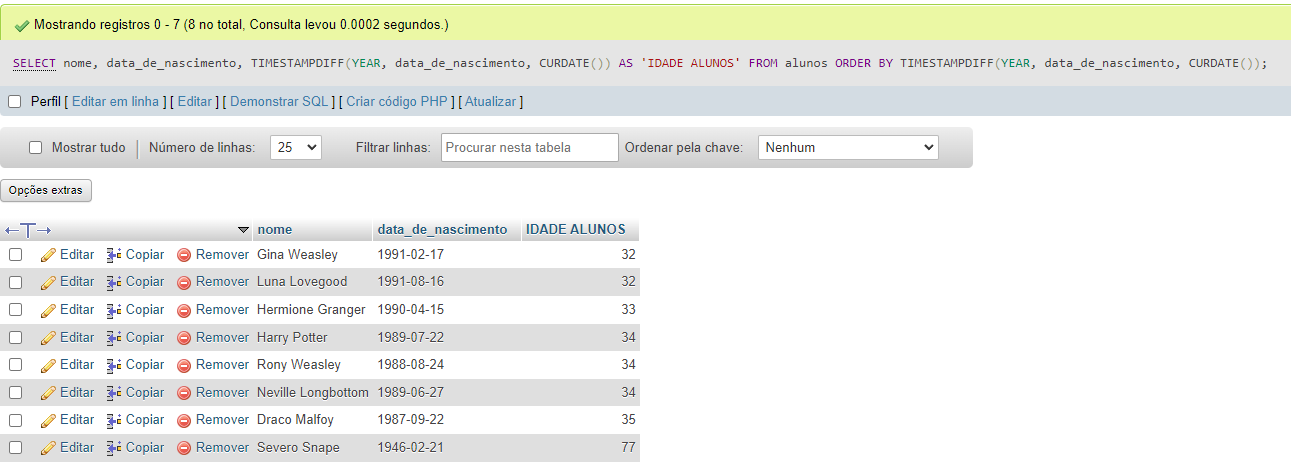 Mostrando registros 0 - 7 (8 no total, Consulta levou 0.0002 segundos.)
SELECT nome, data_de_nascimento, TIMESTAMPDIFF(YEAR, data_de_nascimento, CURDATE()) AS 'IDADE ALUNOS' FROM alunos ORDER BY TIMESTAMPDIFF(YEAR, data_de_nascimento, CURDATE());
Perfil [ Editar em linha ] [ Editar ] [ Demonstrar SQL ] [ Criar código PHP ] [ Atualizar ]
Mostrar tudo | Número de linhas: 25 Filtrar linhas: Procurar nesta tabela Ordenar pela chave: Nenhum
Opções extras
←T→ nome data_de_nascimento IDADE ALUNOS
Editar Copiar Remover Gina Weasley 1991-02-17 32
Editar Copiar Remover Luna Lovegood 1991-08-16 32
Editar Copiar Remover Hermione Granger 1990-04-15 33
Editar Copiar Remover Harry Potter 1989-07-22 34
Editar Copiar Remover Rony Weasley 1988-08-24 34
Editar Copiar Remover Neville Longbottom 1989-06-27 34
Editar Copiar Remover Draco Malfoy 1987-09-22 35
Editar Copiar Remover Severo Snape 1946-02-21 77